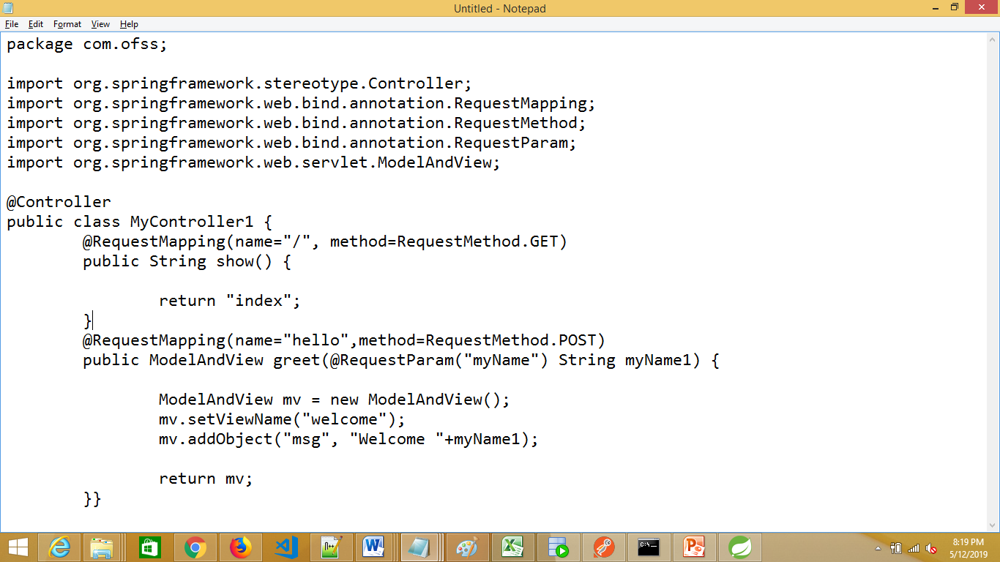 Untitled - Notepad
File Edit Format View Help
package com.ofss;
import org.springframework.stereotype.Controller;
import org.springframework.web.bind.annotation.RequestMapping;
import org.springframework.web.bind.annotation.RequestMethod;
import org.springframework.web.bind.annotation.RequestParam;
import org.springframework.web.servlet.ModelAndView;
@Controller
public class MyController1 {
@RequestMapping(name="/", method=RequestMethod.GET)
public String show() {
return "index";
}
@RequestMapping(name="hello",method=RequestMethod.POST)
public ModelAndView greet(@RequestParam("myName") String myName1) {
ModelAndView mv = new ModelAndView();
mv.setViewName("welcome");
mv.addObject("msg", "Welcome "+myName1);
return mv;
}}
8:19 PM
5/12/2019